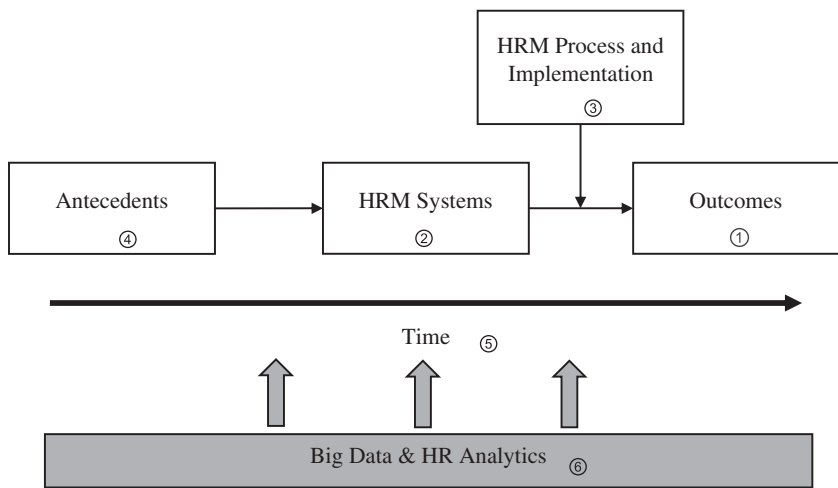 HRM Process and
Implementation
③
Antecedents
④
HRM Systems
②
Outcomes
①
Time ⑤
Big Data & HR Analytics ⑥